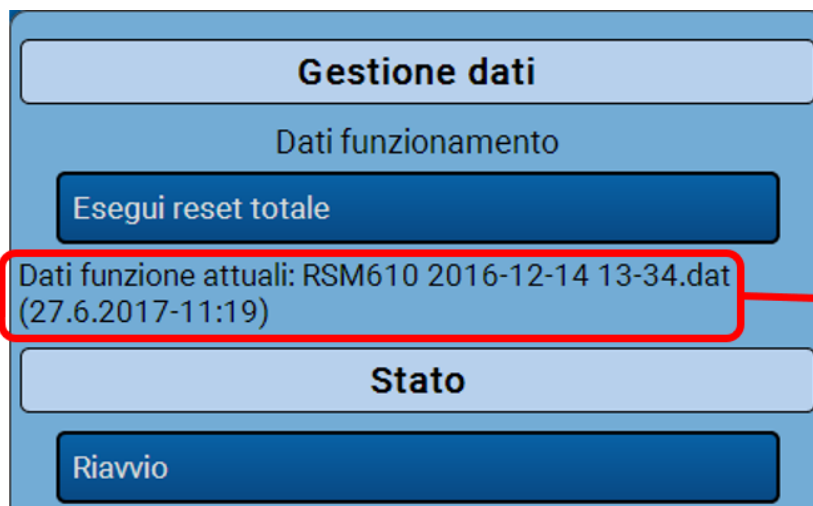 Gestione dati
Dati funzionamento
Esegui reset totale
Dati funzione attuali: RSM610 2016-12-14 13-34.dat
(27.6.2017-11:19)
Stato
Riavvio